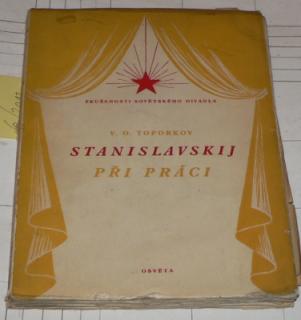 ZKUŠENOSTI SOVĚTSKÉHO DIVADLA
V. O. TOPORKOV
STANISLAVSKIJ
PŘI PRÁCI
OSVĚTA